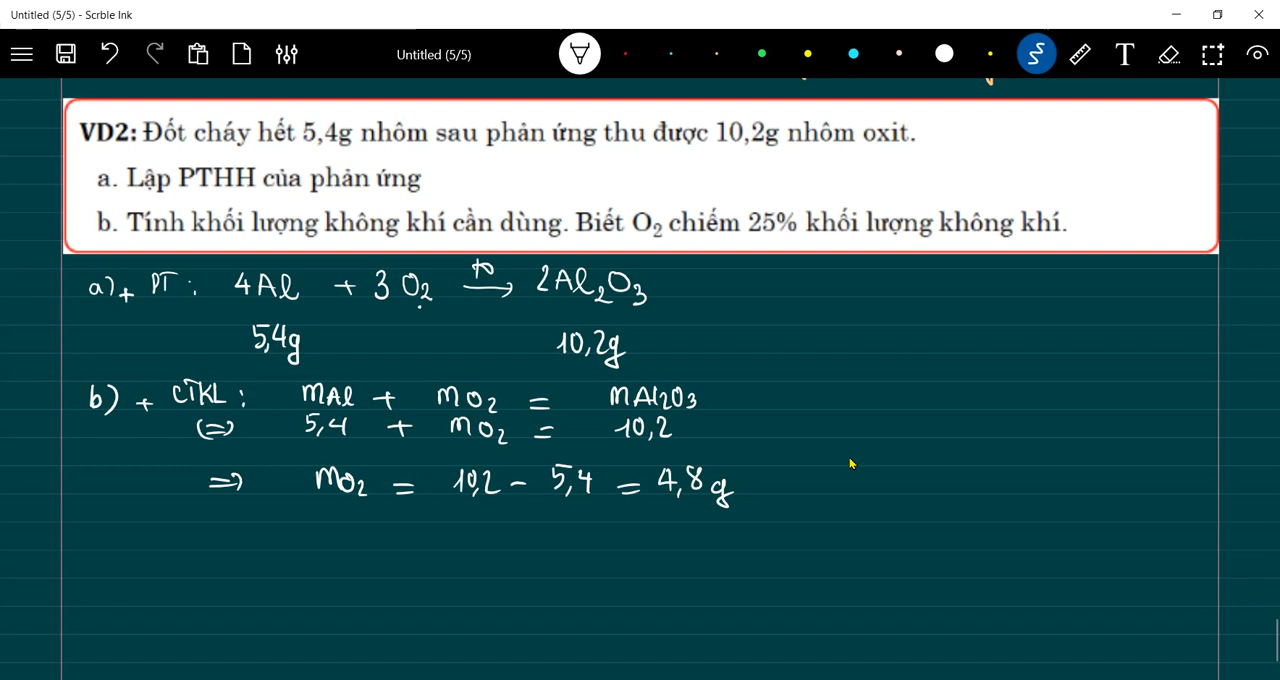 Untitled (5/5) - Scrble Ink
Untitled (5/5)
T
VD2: Đốt cháy hết 5,4g nhôm sau phản ứng thu được 10,2g nhôm oxit.
a. Lập PTHH của phản ứng
b. Tính khối lượng không khí cần dùng. Biết O₂ chiếm 25% khối lượng không khí.
a) + PT : 4Al + 3O₂ —t⁰→ 2Al₂O₃
5,4g 10,2g
b) + CTKL : mAl + mO₂ = mAl₂O₃
(=> 5,4 + mO₂ = 10,2
=> mO₂ = 10,2 - 5,4 = 4,8 g